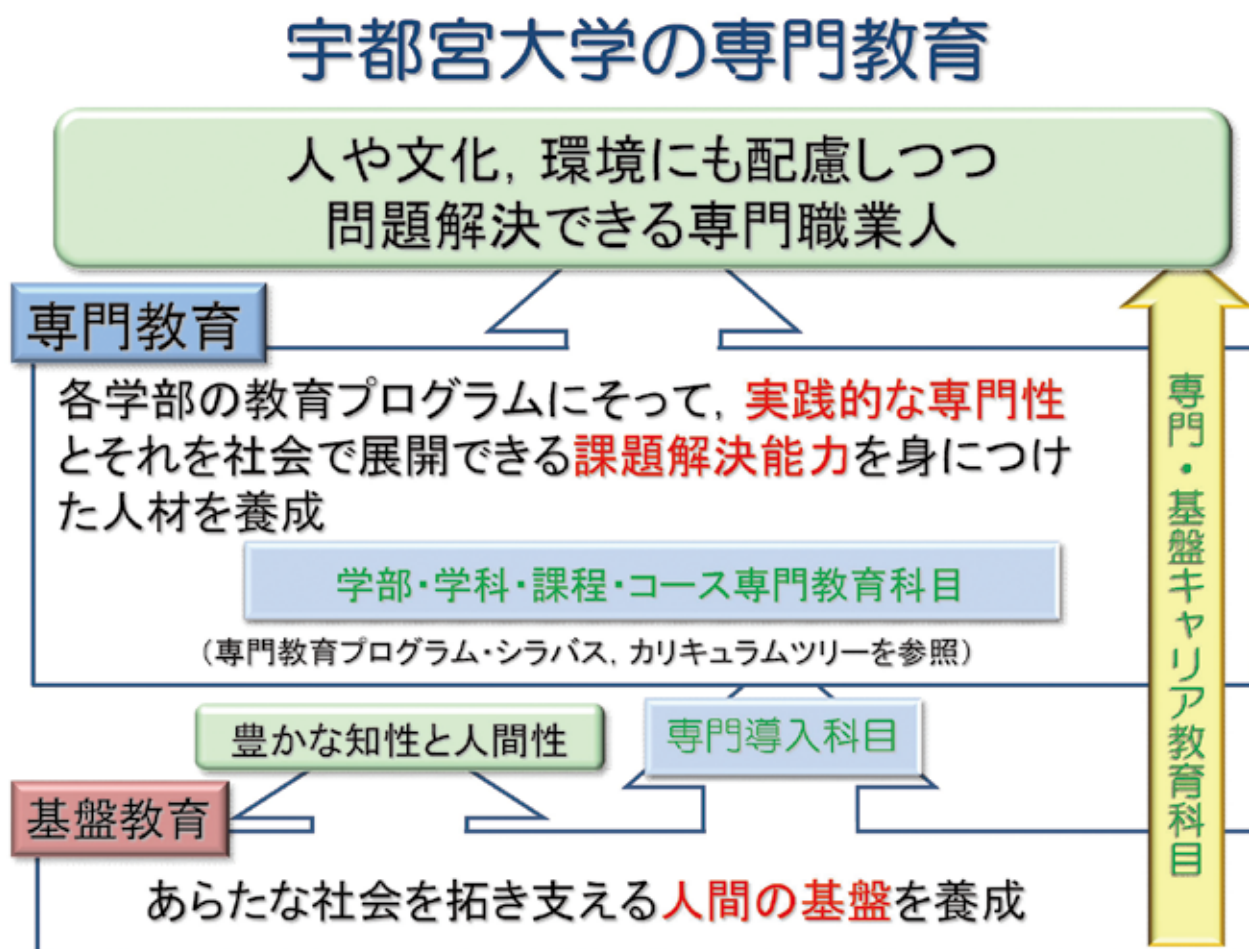 宇都宮大学の専門教育
人や文化，環境にも配慮しつつ
問題解決できる専門職業人
専門教育
各学部の教育プログラムにそって，実践的な専門性
とそれを社会で展開できる課題解決能力を身につけ
た人材を養成
学部・学科・課程・コース専門教育科目
（専門教育プログラム・シラバス，カリキュラムツリーを参照）
豊かな知性と人間性
専門導入科目
基盤教育
あらたな社会を拓き支える人間の基盤を養成
専門・基盤キャリア教育科目